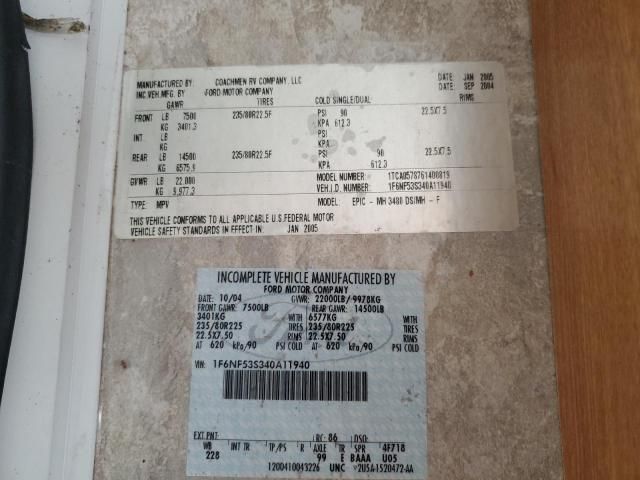 MANUFACTURED BY: COACHMEN RV COMPANY, LLC DATE: JAN 2005
INC VEH.MFG. BY FORD MOTOR COMPANY DATE: SEP 2004
GAWR TIRES COLD SINGLE/DUAL RIMS
FRONT LB 7500 235/80R22.5F PSI 90 22.5X7.5
KG 3401.3 KPA 612.3
INT LB PSI
KG KPA
REAR LB 14500 235/80R22.5F PSI 90 22.5X7.5
KG 6575.9 KPA 612.3
GVWR LB 22,000 MODEL NUMBER: 1TCA0578761400819
KG 9,977.3 VEH.I.D. NUMBER: 1F6NF53S340A11940
TYPE: MPV MODEL: EPIC - MH 3480 DS/MH - F
THIS VEHICLE CONFORMS TO ALL APPLICABLE U.S.FEDERAL MOTOR
VEHICLE SAFETY STANDARDS IN EFFECT IN: JAN 2005
INCOMPLETE VEHICLE MANUFACTURED BY
FORD MOTOR COMPANY
DATE: 10/04 GVWR: 22000LB/ 9978KG
FRONT GAWR: 7500LB REAR GAWR: 14500LB
3401KG WITH 6577KG WITH
235/80R225 TIRES 235/80R225 TIRES
22.5X7.50 RIMS 22.5X7.50 RIMS
AT 620 kPa/90 PSI COLD AT 620 kPa/90 PSI COLD
VIN: 1F6NF53S340A11940
EXT PNT: RC: 86 DSO:
WB INT TR TP/PS R AXLE TR SPR 4F718
228 99 E BAAA U05
1200410043226 UNC V2U5A-1520472-AA